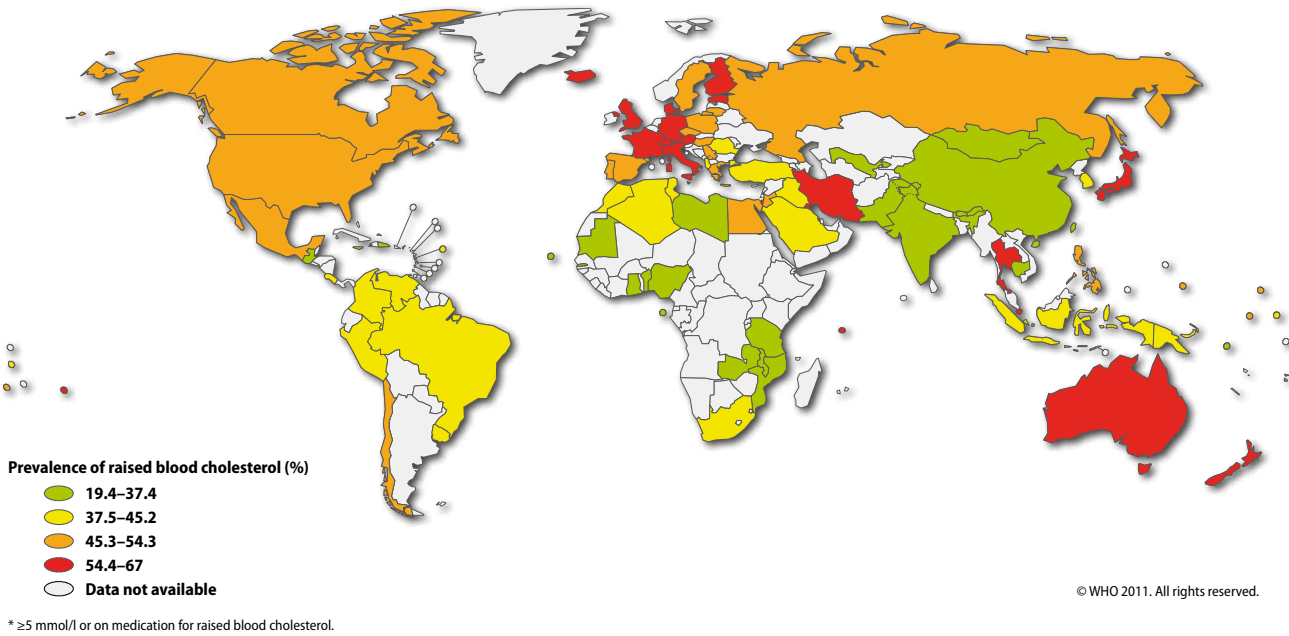 Prevalence of raised blood cholesterol (%)
19.4–37.4
37.5–45.2
45.3–54.3
54.4–67
Data not available
© WHO 2011. All rights reserved.
* ≥5 mmol/l or on medication for raised blood cholesterol.